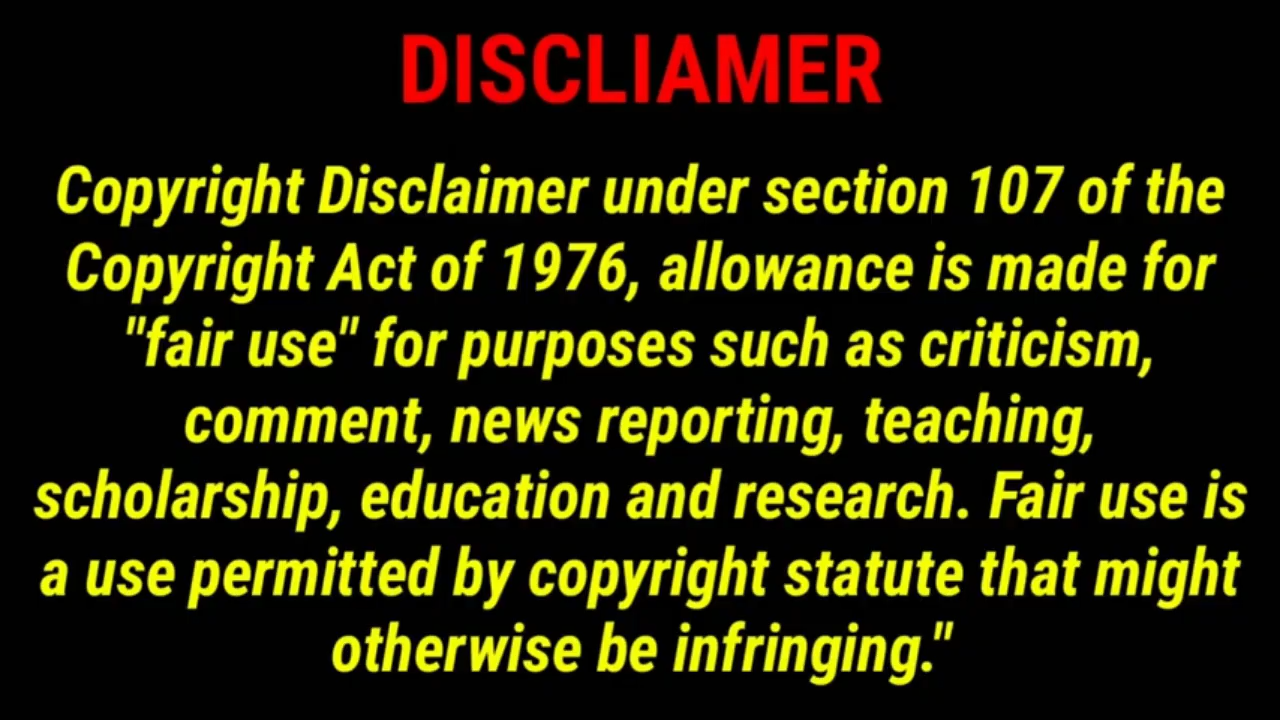 DISCLIAMER
Copyright Disclaimer under section 107 of the
Copyright Act of 1976, allowance is made for
"fair use" for purposes such as criticism,
comment, news reporting, teaching,
scholarship, education and research. Fair use is
a use permitted by copyright statute that might
otherwise be infringing."